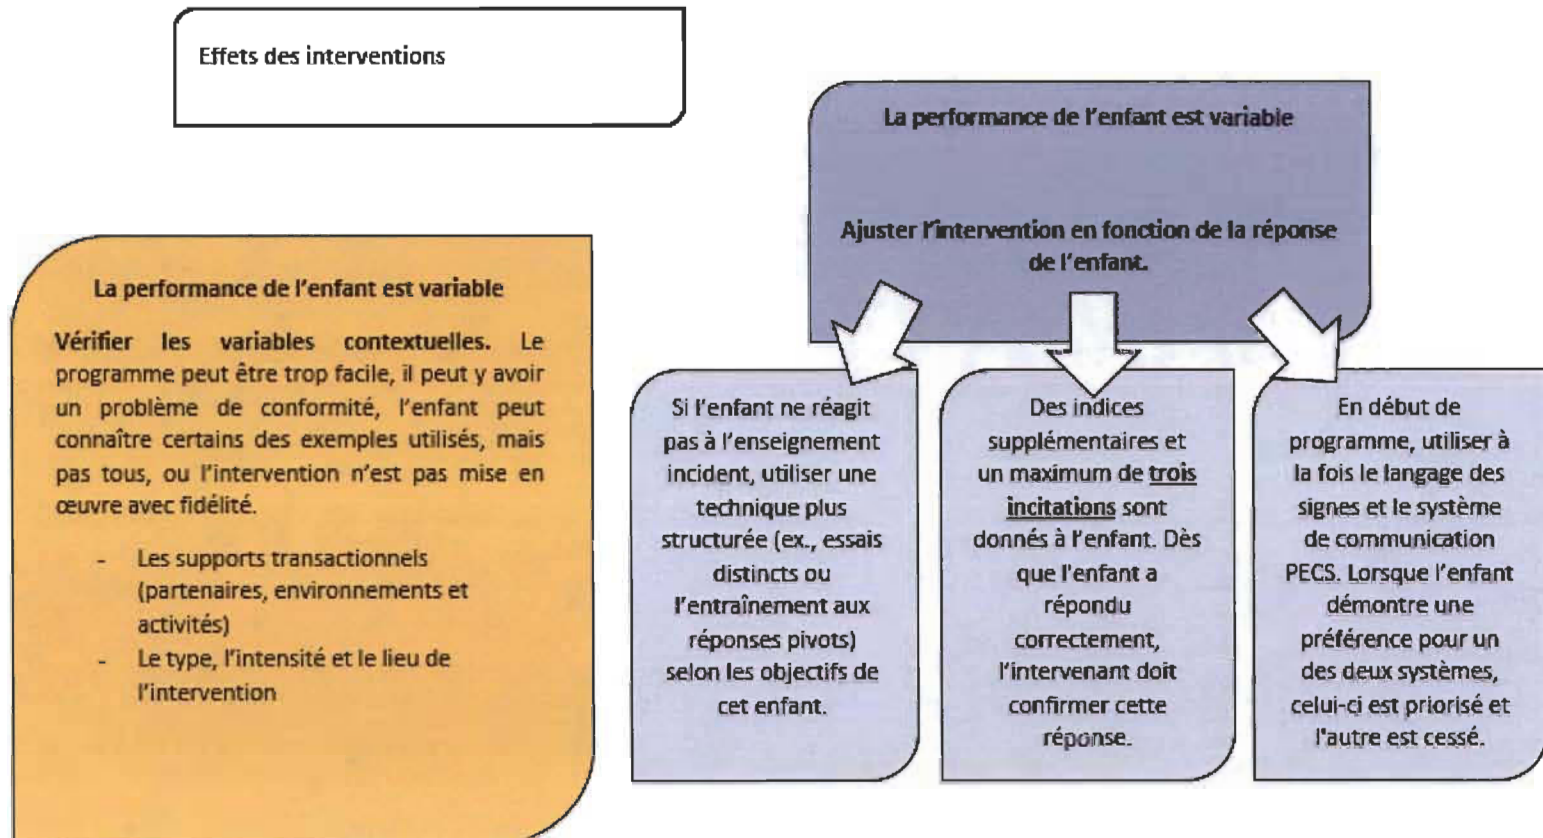 Effets des interventions
La performance de l'enfant est variable
Ajuster l'intervention en fonction de la réponse
de l'enfant.
La performance de l'enfant est variable
Vérifier les variables contextuelles. Le
programme peut être trop facile, il peut y avoir
un problème de conformité, l'enfant peut
connaître certains des exemples utilisés, mais
pas tous, ou l'intervention n'est pas mise en
œuvre avec fidélité.
- Les supports transactionnels
(partenaires, environnements et
activités)
- Le type, l'intensité et le lieu de
l'intervention
Si l'enfant ne réagit
pas à l'enseignement
incident, utiliser une
technique plus
structurée (ex., essais
distincts ou
l'entraînement aux
réponses pivots)
selon les objectifs de
cet enfant.
Des indices
supplémentaires et
un maximum de trois
incitations sont
donnés à l'enfant. Dès
que l'enfant a
répondu
correctement,
l'intervenant doit
confirmer cette
réponse.
En début de
programme, utiliser à
la fois le langage des
signes et le système
de communication
PECS. Lorsque l'enfant
démontre une
préférence pour un
des deux systèmes,
celui-ci est priorisé et
l'autre est cessé.